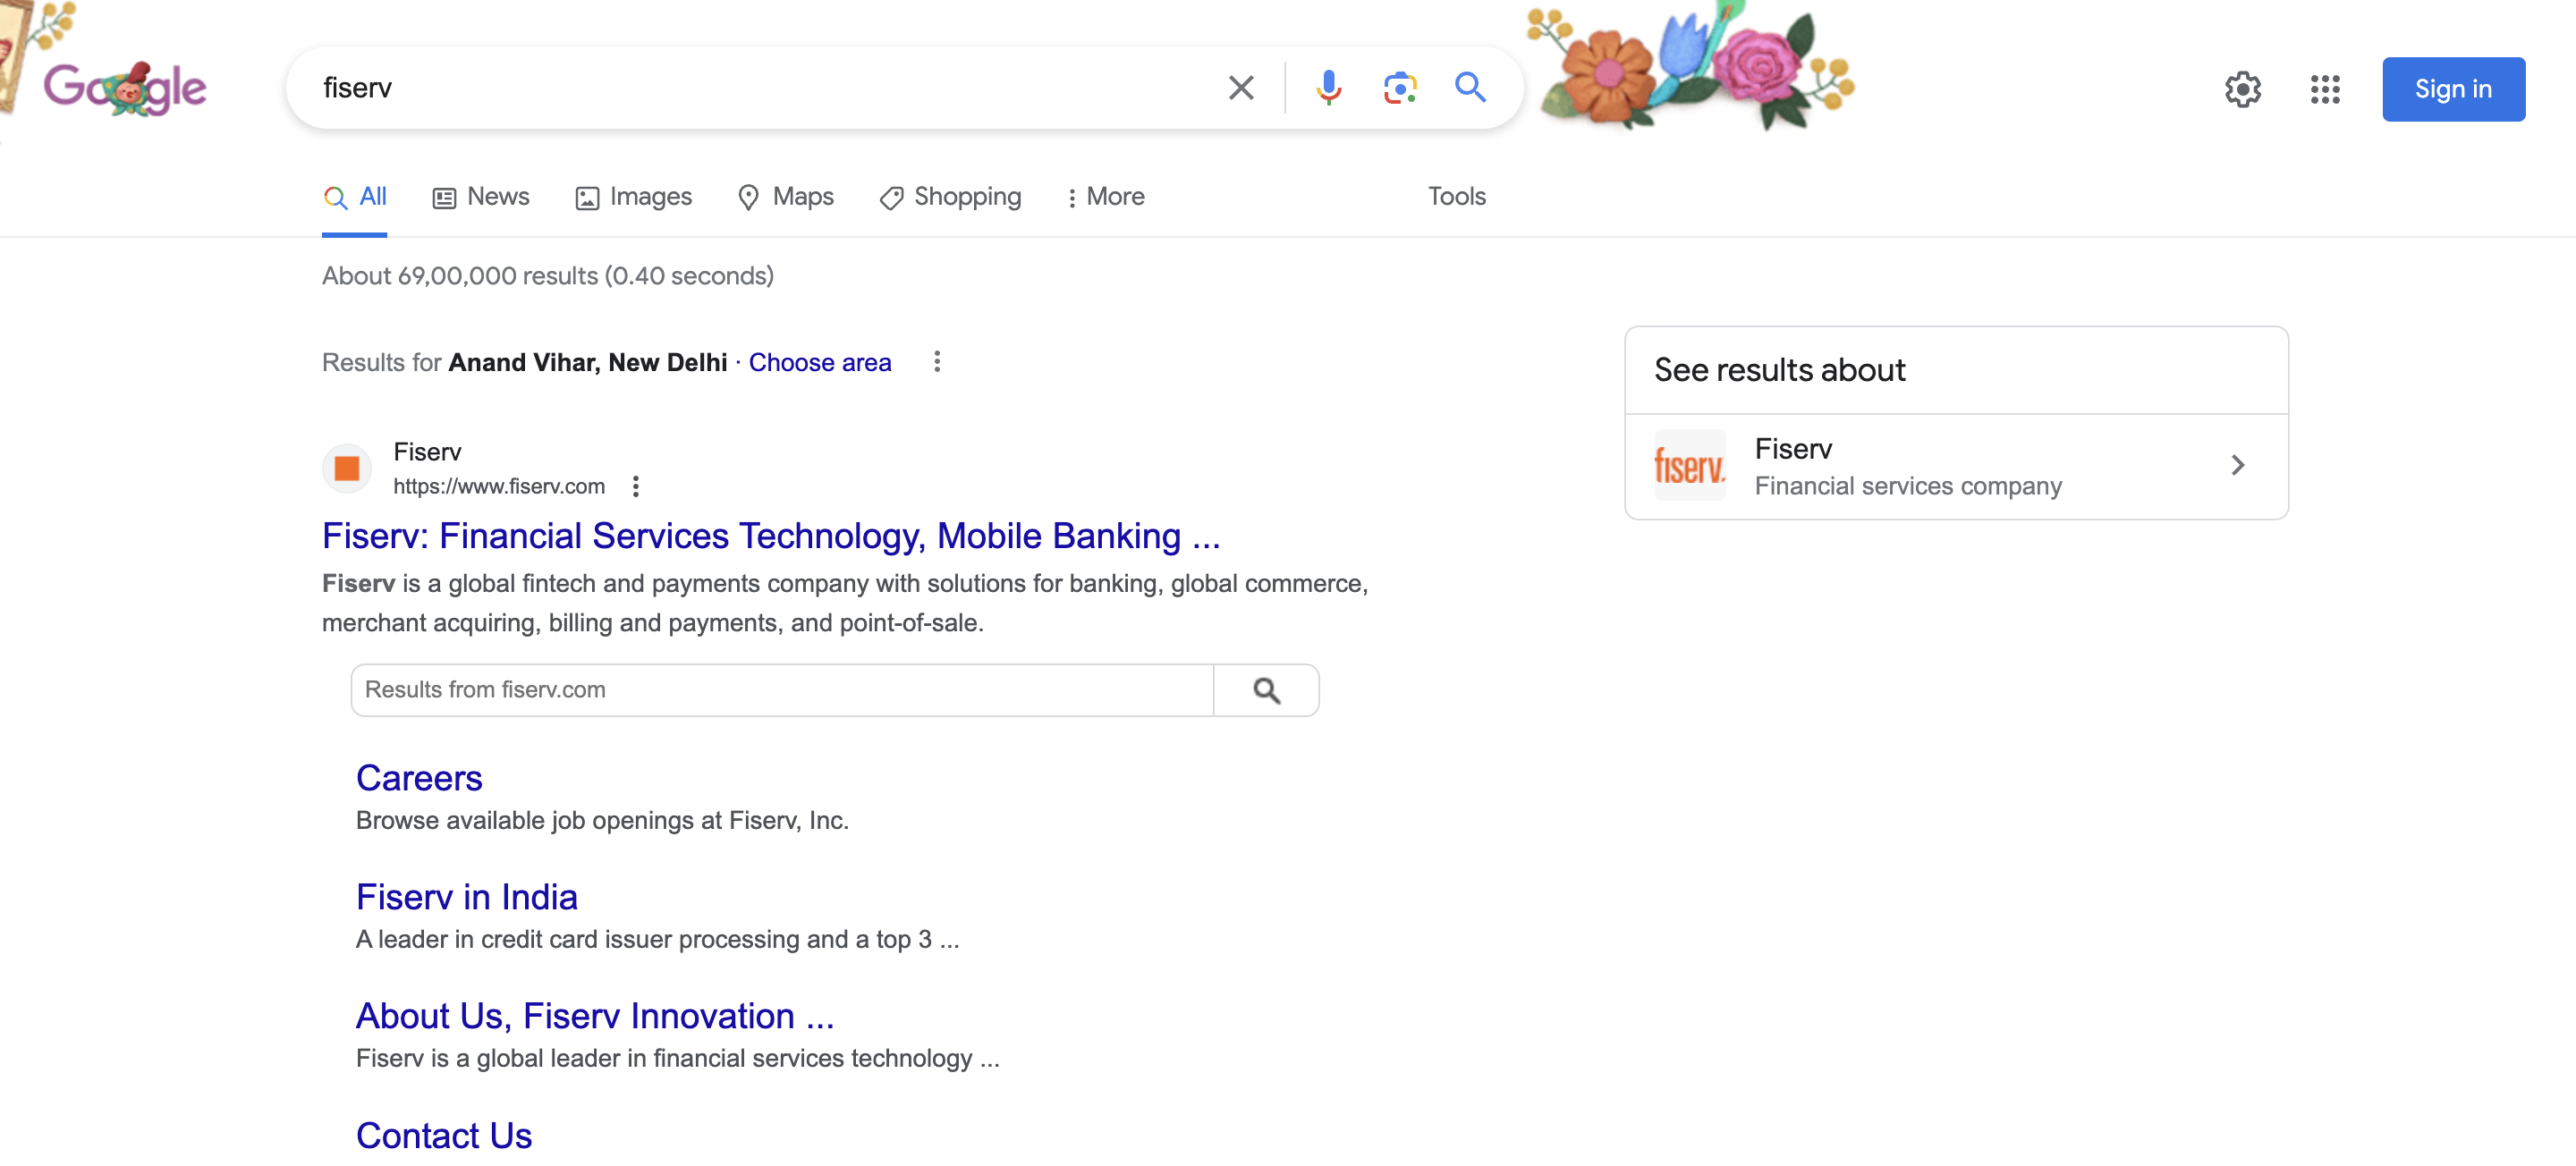 Google
fiserv
Sign in
All News Images Maps Shopping More Tools
About 69,00,000 results (0.40 seconds)
Results for Anand Vihar, New Delhi · Choose area
See results about
Fiserv
https://www.fiserv.com
fiserv.
Fiserv
Financial services company
Fiserv: Financial Services Technology, Mobile Banking ...
Fiserv is a global fintech and payments company with solutions for banking, global commerce,
merchant acquiring, billing and payments, and point-of-sale.
Results from fiserv.com
Careers
Browse available job openings at Fiserv, Inc.
Fiserv in India
A leader in credit card issuer processing and a top 3 ...
About Us, Fiserv Innovation ...
Fiserv is a global leader in financial services technology ...
Contact Us